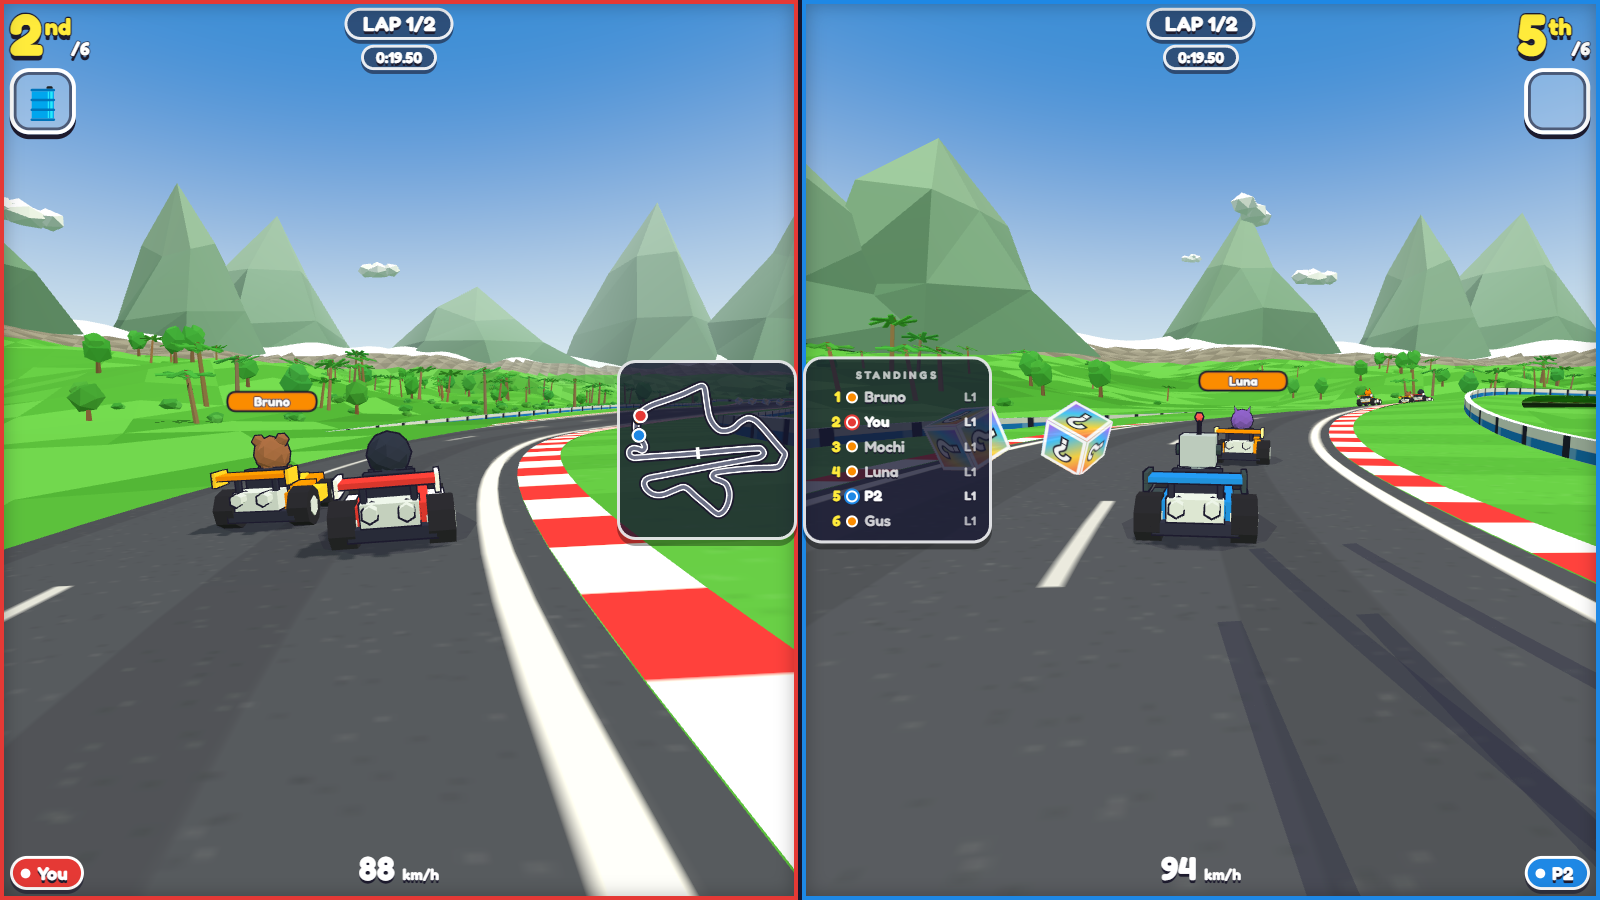 2nd/6
LAP 1/2
0:19.50
Bruno
You
88 km/h
LAP 1/2
0:19.50
5th/6
Luna
STANDINGS
1 Bruno L1
2 You L1
3 Mochi L1
4 Luna L1
5 P2 L1
6 Gus L1
94 km/h
P2